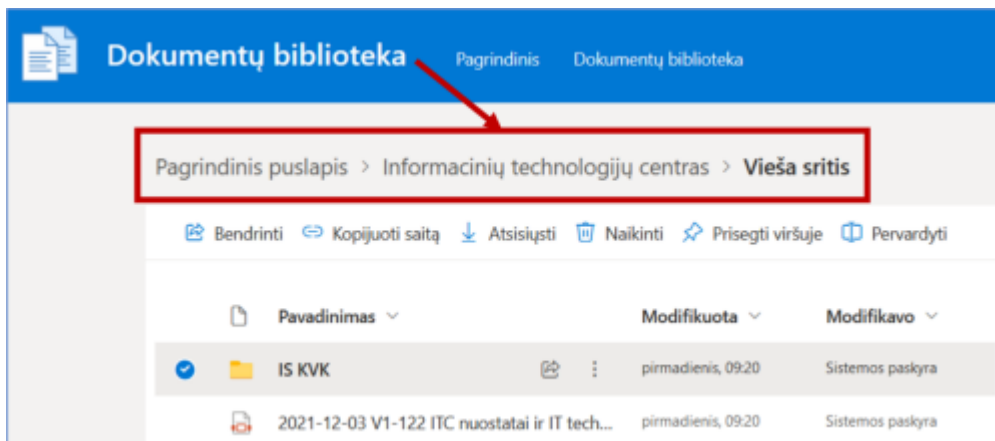 Dokumentų biblioteka Pagrindinis Dokumentų biblioteka
Pagrindinis puslapis > Informacinių technologijų centras > Vieša sritis
Bendrinti Kopijuoti saitą Atsisiųsti Naikinti Prisegti viršuje Pervardyti
Pavadinimas Modifikuota Modifikavo
IS KVK pirmadienis, 09:20 Sistemos paskyra
2021-12-03 V1-122 ITC nuostatai ir IT tech... pirmadienis, 09:20 Sistemos paskyra